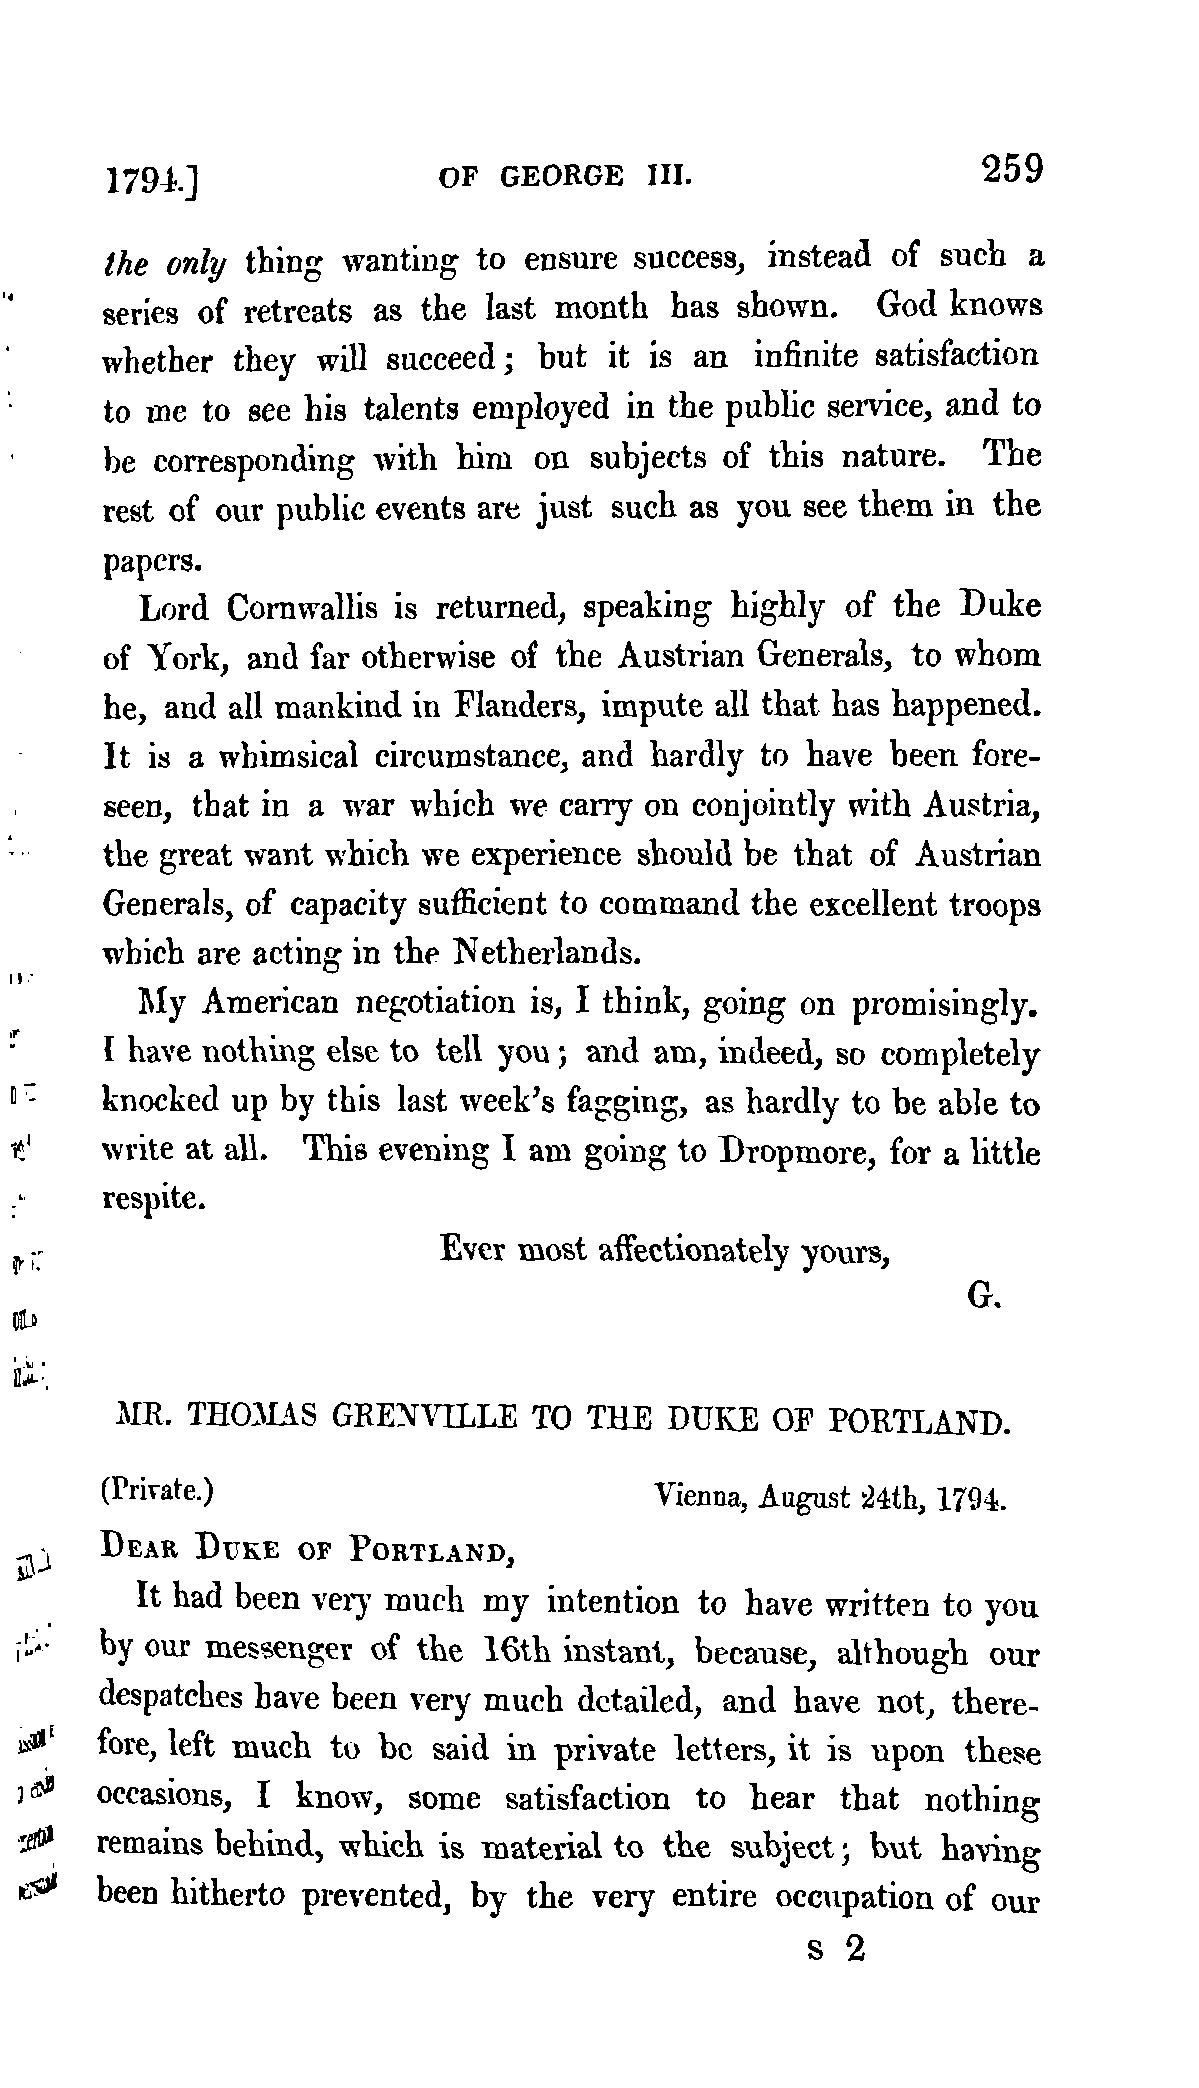 1794.] OF GEORGE III. 259
the only thing wanting to ensure success, instead of such a
series of retreats as the last month has shown. God knows
whether they will succeed; but it is an infinite satisfaction
to me to see his talents employed in the public service, and to
be corresponding with him on subjects of this nature. The
rest of our public events are just such as you see them in the
papers.
Lord Cornwallis is returned, speaking highly of the Duke
of York, and far otherwise of the Austrian Generals, to whom
he, and all mankind in Flanders, impute all that has happened.
It is a whimsical circumstance, and hardly to have been fore-
seen, that in a war which we carry on conjointly with Austria,
the great want which we experience should be that of Austrian
Generals, of capacity sufficient to command the excellent troops
which are acting in the Netherlands.
My American negotiation is, I think, going on promisingly.
I have nothing else to tell you; and am, indeed, so completely
knocked up by this last week's fagging, as hardly to be able to
write at all. This evening I am going to Dropmore, for a little
respite.
Ever most affectionately yours,
G.
MR. THOMAS GRENVILLE TO THE DUKE OF PORTLAND.
(Private.) Vienna, August 24th, 1794.
DEAR DUKE OF PORTLAND,
It had been very much my intention to have written to you
by our messenger of the 16th instant, because, although our
despatches have been very much detailed, and have not, there-
fore, left much to be said in private letters, it is upon these
occasions, I know, some satisfaction to hear that nothing
remains behind, which is material to the subject; but having
been hitherto prevented, by the very entire occupation of our
S 2